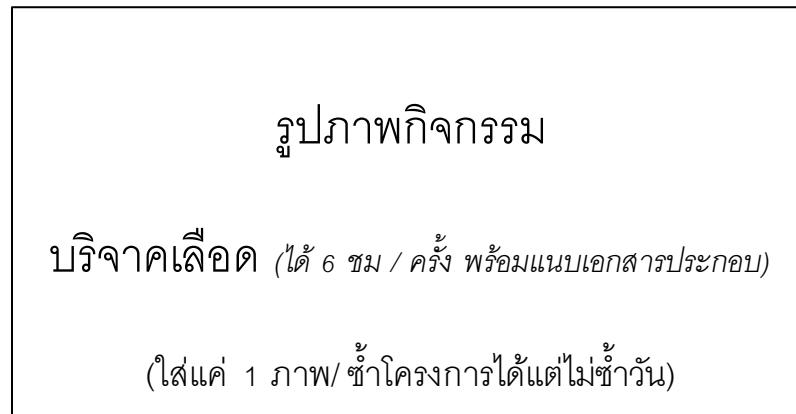 รูปภาพกิจกรรม
บริจาคเลือด (ได้ 6 ชม / ครั้ง พร้อมแนบเอกสารประกอบ)
(ใส่แค่ 1 ภาพ/ ซ้ำโครงการได้แต่ไม่ซ้ำวัน)